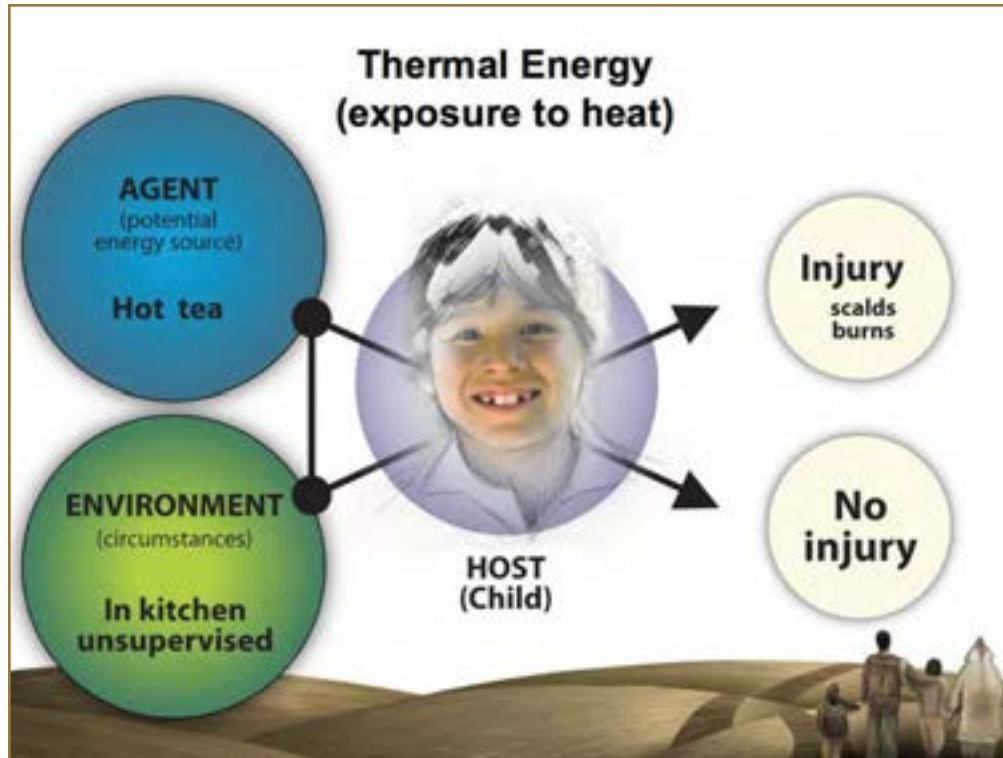 Thermal Energy
(exposure to heat)
AGENT
(potential
energy source)
Hot tea
ENVIRONMENT
(circumstances)
In kitchen
unsupervised
HOST
(Child)
Injury
scalds
burns
No
injury